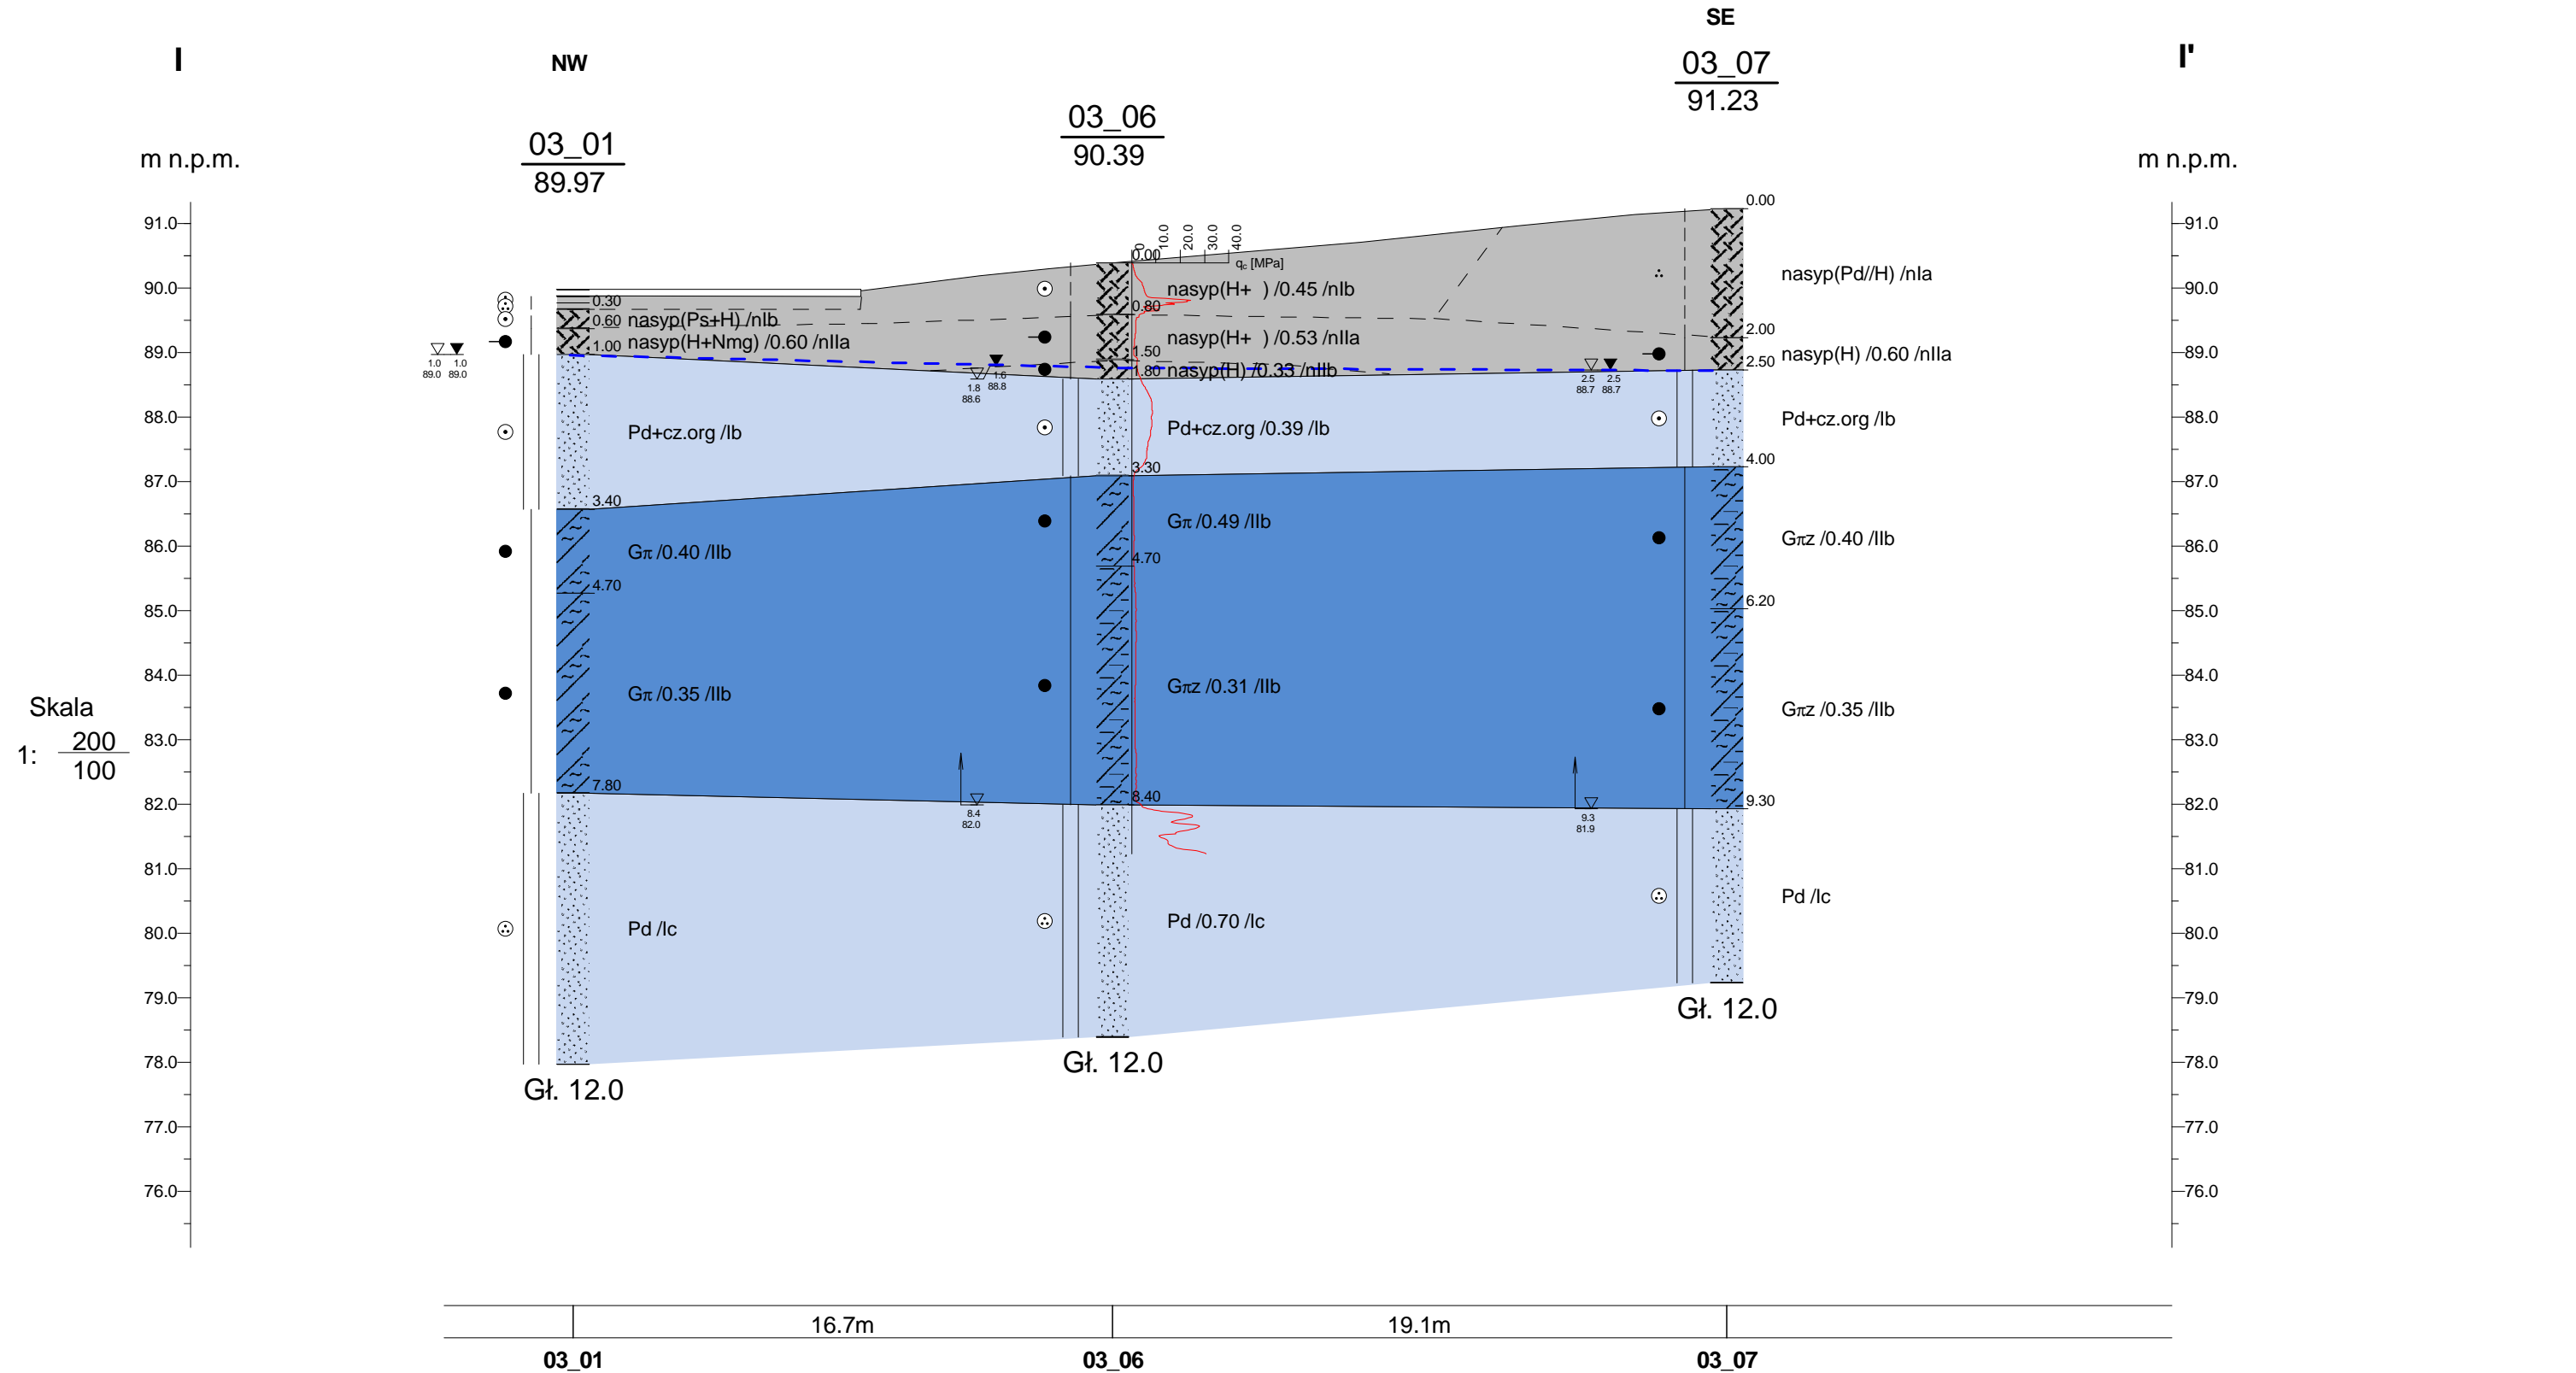 SE
I
NW
03_07
91.23
I'
03_06
90.39
03_01
89.97
m n.p.m.
m n.p.m.
91.0
90.0
89.0
88.0
87.0
86.0
85.0
84.0
83.0
82.0
81.0
80.0
79.0
78.0
77.0
76.0
Skala
1: 200
100
1.0 1.0
89.0 89.0
0.30
0.60 nasyp(Ps+H) /nIb
1.00 nasyp(H+Nmg) /0.60 /nIIa
Pd+cz.org /Ib
3.40
Gπ /0.40 /IIb
4.70
Gπ /0.35 /IIb
7.80
Pd /Ic
Gł. 12.0
1.6
88.8
1.8
88.6
8.4
82.0
0 10.0 20.0 30.0 40.0
qc [MPa]
0.00
nasyp(H+ ) /0.45 /nIb
0.80
nasyp(H+ ) /0.53 /nIIa
1.50
nasyp(H) /0.33 /nIIb
1.80
Pd+cz.org /0.39 /Ib
3.30
Gπ /0.49 /IIb
4.70
Gπz /0.31 /IIb
8.40
Pd /0.70 /Ic
Gł. 12.0
2.5 2.5
88.7 88.7
9.3
81.9
0.00
nasyp(Pd//H) /nIa
2.00
nasyp(H) /0.60 /nIIa
2.50
Pd+cz.org /Ib
4.00
Gπz /0.40 /IIb
6.20
Gπz /0.35 /IIb
9.30
Pd /Ic
Gł. 12.0
91.0
90.0
89.0
88.0
87.0
86.0
85.0
84.0
83.0
82.0
81.0
80.0
79.0
78.0
77.0
76.0
16.7m
19.1m
03_01
03_06
03_07